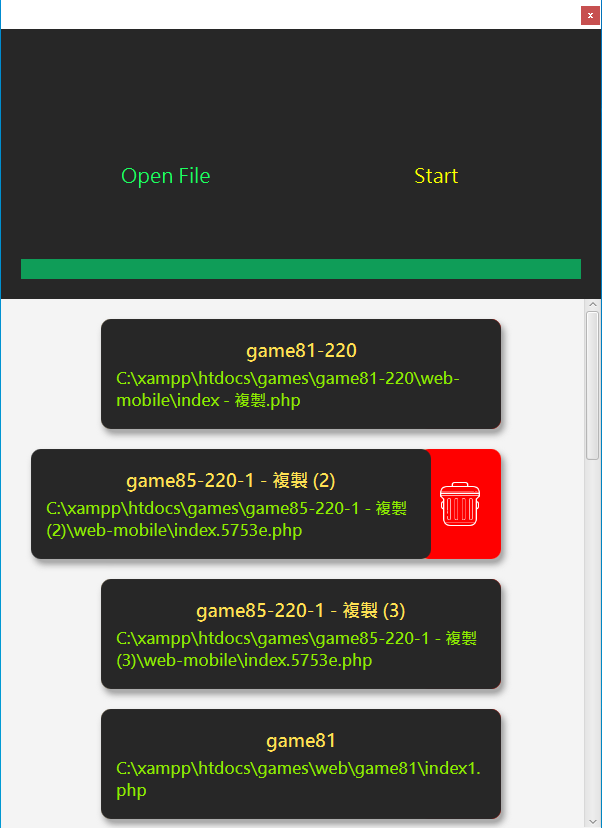 x
Open File
Start
game81-220
C:\xampp\htdocs\games\game81-220\web-
mobile\index - 複製.php
game85-220-1 - 複製 (2)
C:\xampp\htdocs\games\game85-220-1 - 複製
(2)\web-mobile\index.5753e.php
game85-220-1 - 複製 (3)
C:\xampp\htdocs\games\game85-220-1 - 複製
(3)\web-mobile\index.5753e.php
game81
C:\xampp\htdocs\games\web\game81\index1.
php